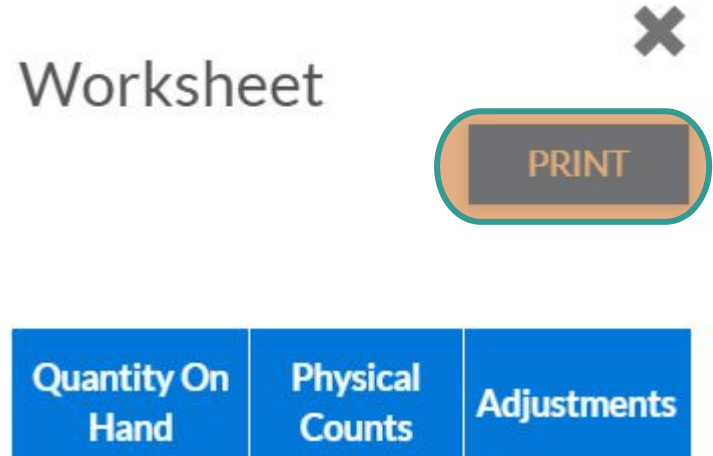 Worksheet
PRINT
Quantity On
Hand
Physical
Counts
Adjustments